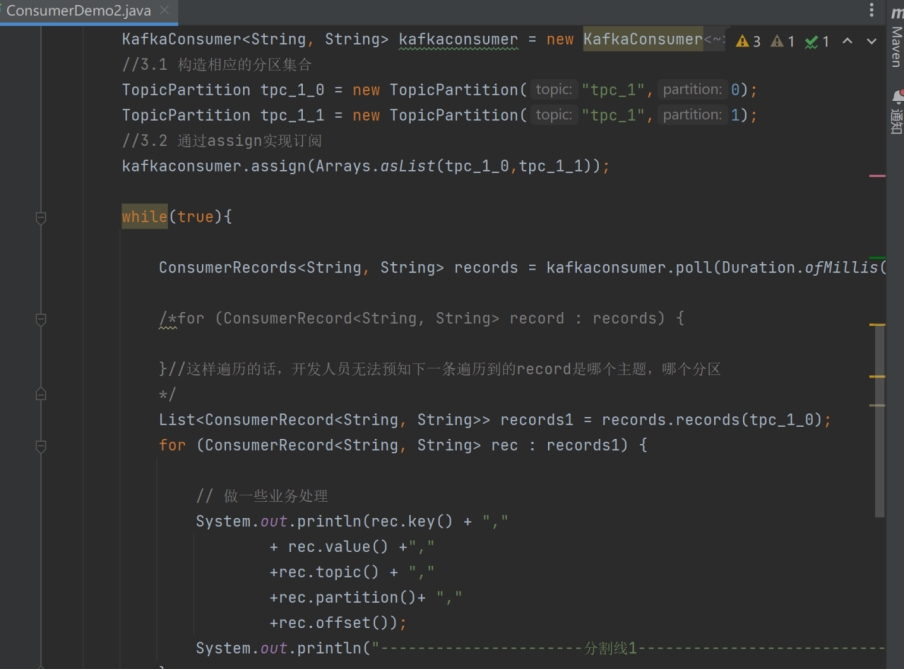 ConsumerDemo2.java
KafkaConsumer<String, String> kafkaconsumer = new KafkaConsumer<~ 3 1 1
//3.1 构造相应的分区集合
TopicPartition tpc_1_0 = new TopicPartition( topic: "tpc_1", partition: 0);
TopicPartition tpc_1_1 = new TopicPartition( topic: "tpc_1", partition: 1);
//3.2 通过assign实现订阅
kafkaconsumer.assign(Arrays.asList(tpc_1_0,tpc_1_1));
while(true){
ConsumerRecords<String, String> records = kafkaconsumer.poll(Duration.ofMillis(
/*for (ConsumerRecord<String, String> record : records) {
}//这样遍历的话, 开发人员无法预知下一条遍历到的record是哪个主题, 哪个分区
*/
List<ConsumerRecord<String, String>> records1 = records.records(tpc_1_0);
for (ConsumerRecord<String, String> rec : records1) {
// 做一些业务处理
System.out.println(rec.key() + ","
+ rec.value() +","
+rec.topic() + ","
+rec.partition()+ ","
+rec.offset());
System.out.println("----------------------分割线1---------------------------
m
Maven
通知